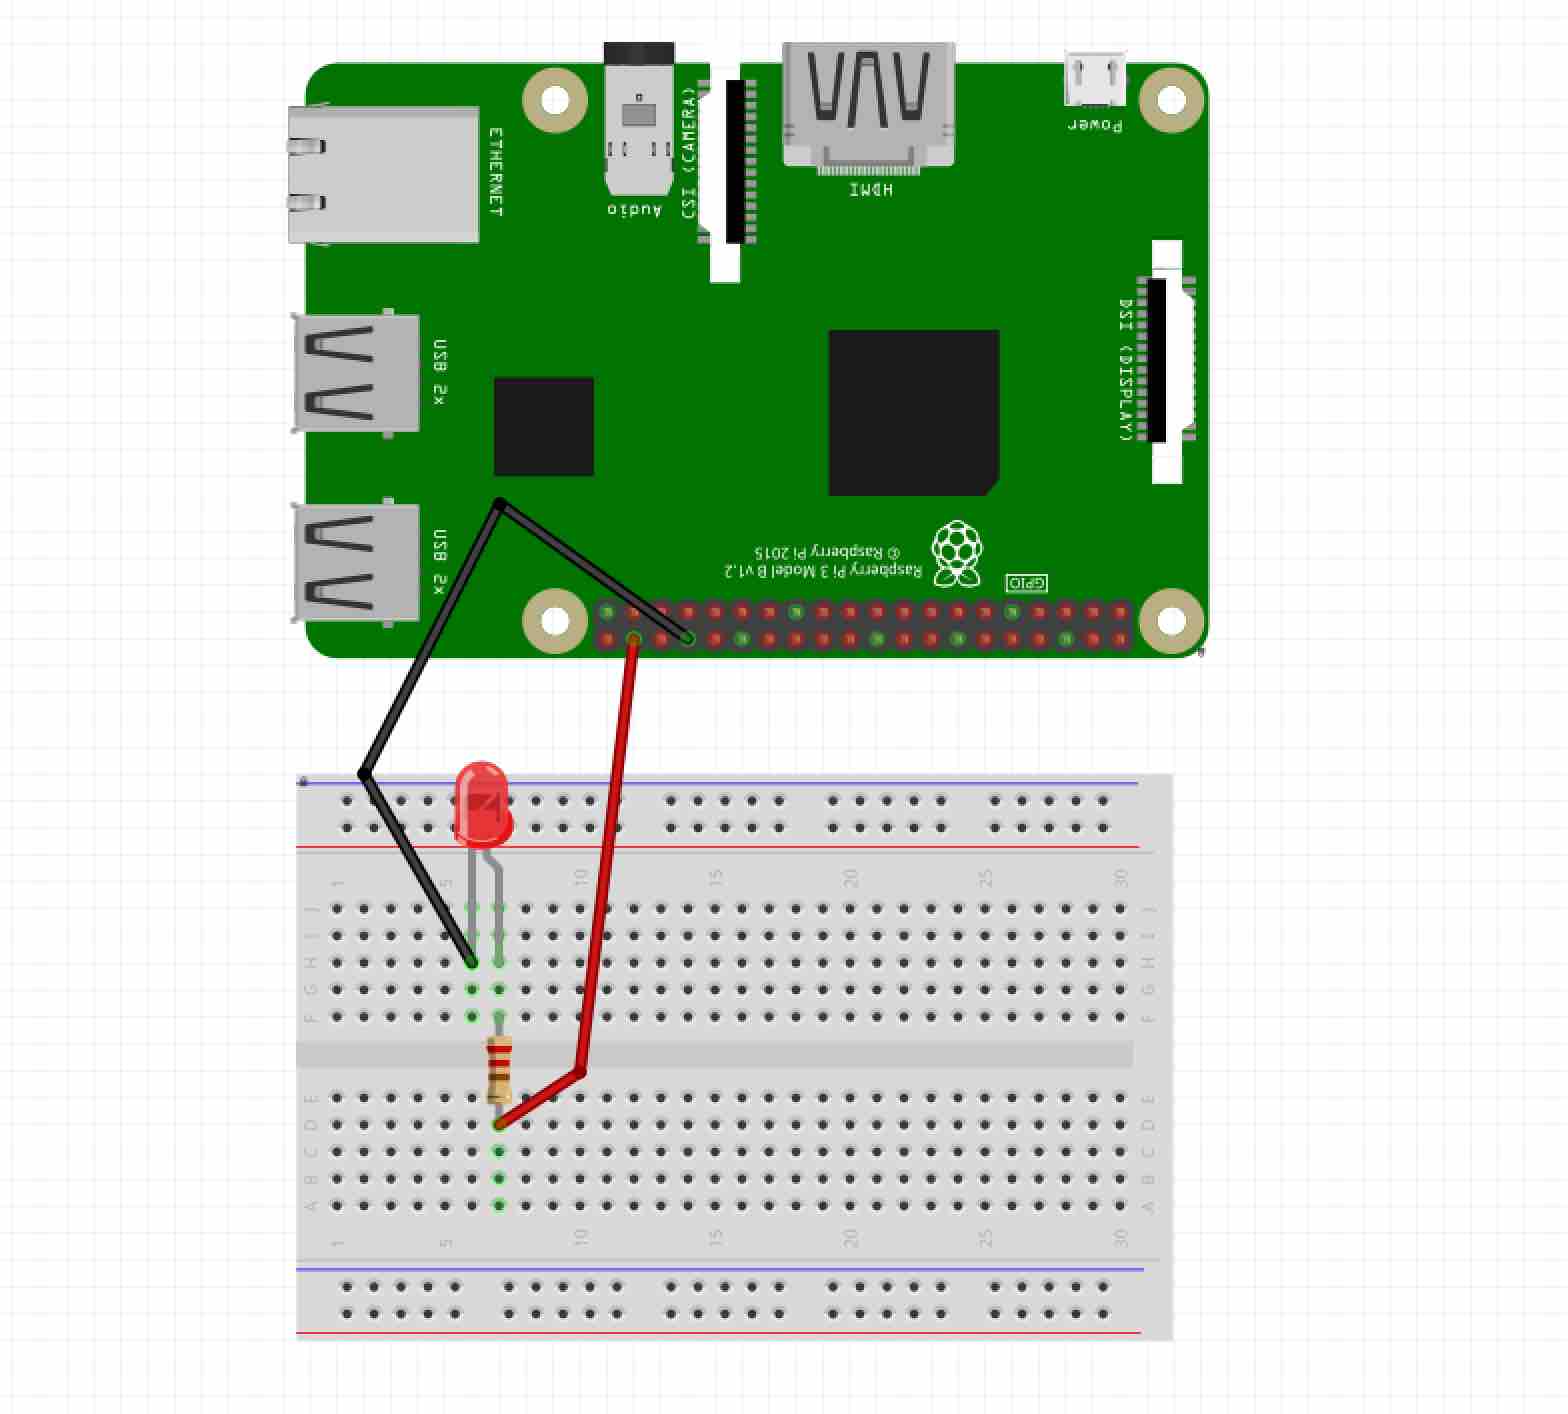 ETHERNET
Audio
CSI (CAMERA)
HDMI
Power
USB 2x
DSI (DISPLAY)
USB 2x
© Raspberry Pi 2015
Raspberry Pi 3 Model B v1.2
GPIO
1 5 10 15 20 25 30
J J
I I
H H
G G
F F
E E
D D
C C
B B
A A
1 5 10 15 20 25 30